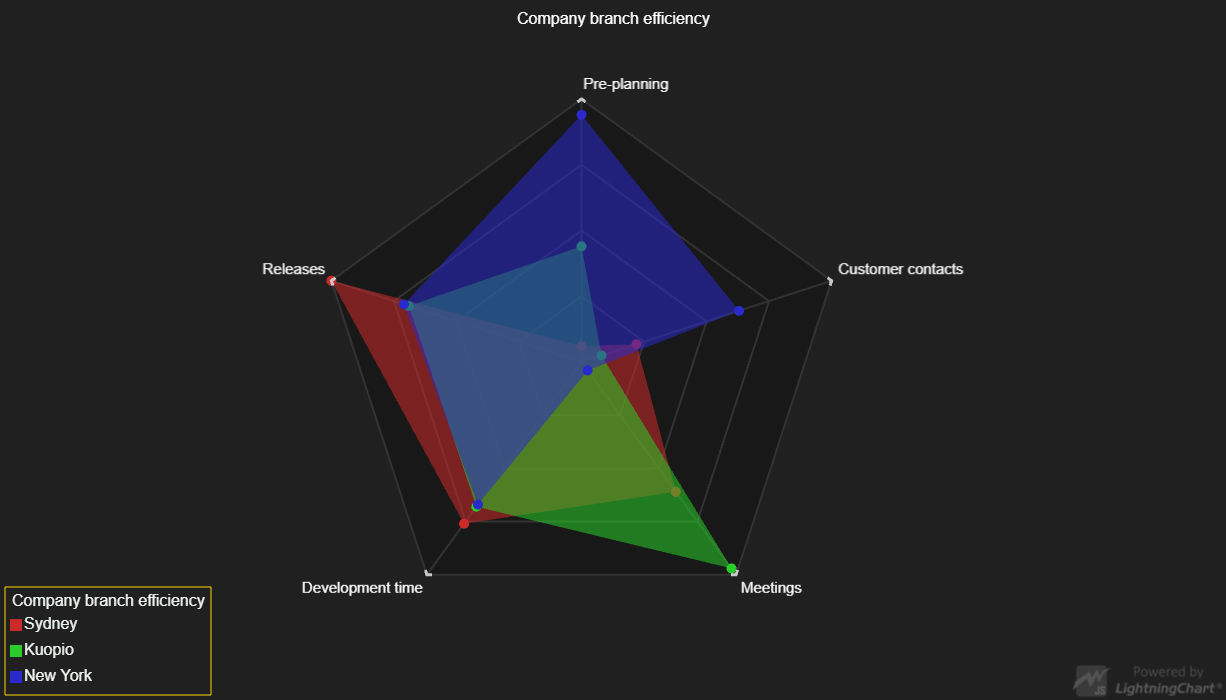 Company branch efficiency
Pre-planning
Releases
Customer contacts
Development time
Meetings
Company branch efficiency
Sydney
Kuopio
New York
Powered by
JS LightningChart®